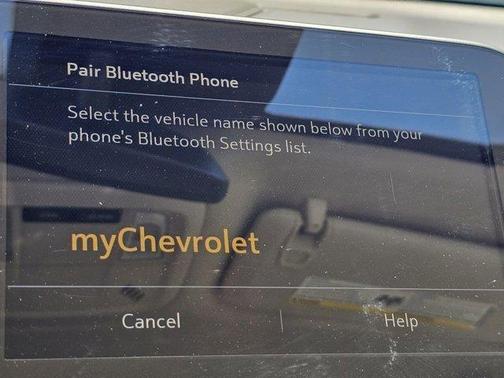 Pair Bluetooth Phone
Select the vehicle name shown below from your
phone's Bluetooth Settings list.
myChevrolet
Cancel
Help